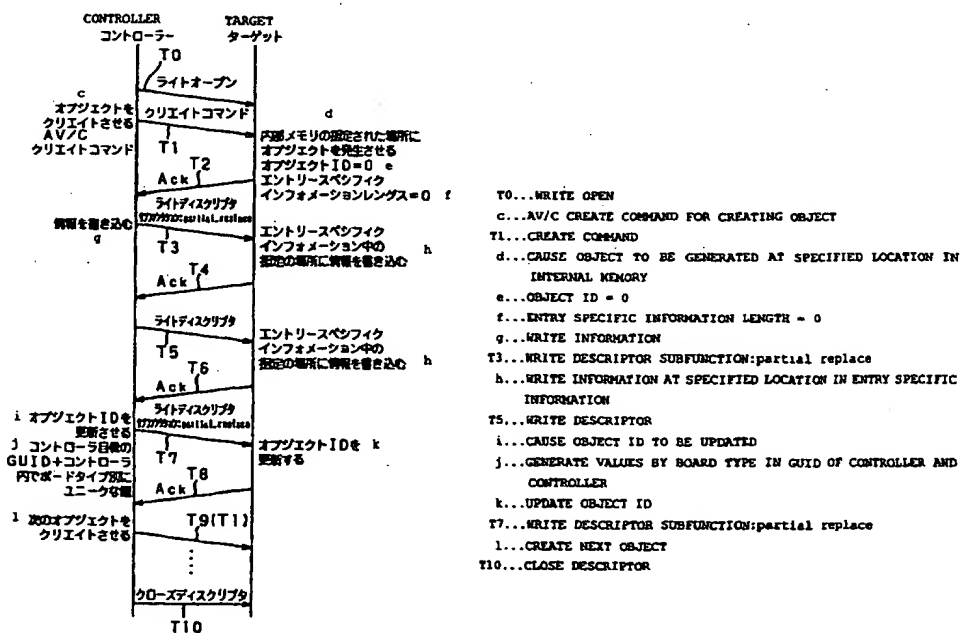 CONTROLLER
コントローラー
TARGET
ターゲット
T0
ライトオープン
c
オブジェクトを
クリエイトさせる
AV/C
クリエイトコマンド
クリエイトコマンド
T1
d
内部メモリの指定された場所に
オブジェクトを発生させる
オブジェクトID=0 e
エントリースペシフィク
インフォメーションレングス=0 f
T2
Ack
ライトディスクリプタ
サブファンクション:partial_replace
情報を書き込む
g
T3
エントリースペシフィク
インフォメーション中の
指定の場所に情報を書き込む h
T4
Ack
ライトディスクリプタ
T5
エントリースペシフィク
インフォメーション中の
指定の場所に情報を書き込む h
T6
Ack
ライトディスクリプタ
サブファンクション:partial_replace
i オブジェクトIDを
更新させる
j コントローラ自身の
GUID+コントローラ
内でボードタイプ別に
ユニークな値
T7
オブジェクトIDを k
更新する
T8
Ack
l 次のオブジェクトを
クリエイトさせる
T9(T1)
クローズディスクリプタ
T10
T0...WRITE OPEN
c...AV/C CREATE COMMAND FOR CREATING OBJECT
T1...CREATE COMMAND
d...CAUSE OBJECT TO BE GENERATED AT SPECIFIED LOCATION IN
INTERNAL MEMORY
e...OBJECT ID = 0
f...ENTRY SPECIFIC INFORMATION LENGTH = 0
g...WRITE INFORMATION
T3...WRITE DESCRIPTOR SUBFUNCTION:partial replace
h...WRITE INFORMATION AT SPECIFIED LOCATION IN ENTRY SPECIFIC
INFORMATION
T5...WRITE DESCRIPTOR
i...CAUSE OBJECT ID TO BE UPDATED
j...GENERATE VALUES BY BOARD TYPE IN GUID OF CONTROLLER AND
CONTROLLER
k...UPDATE OBJECT ID
T7...WRITE DESCRIPTOR SUBFUNCTION:partial replace
l...CREATE NEXT OBJECT
T10...CLOSE DESCRIPTOR